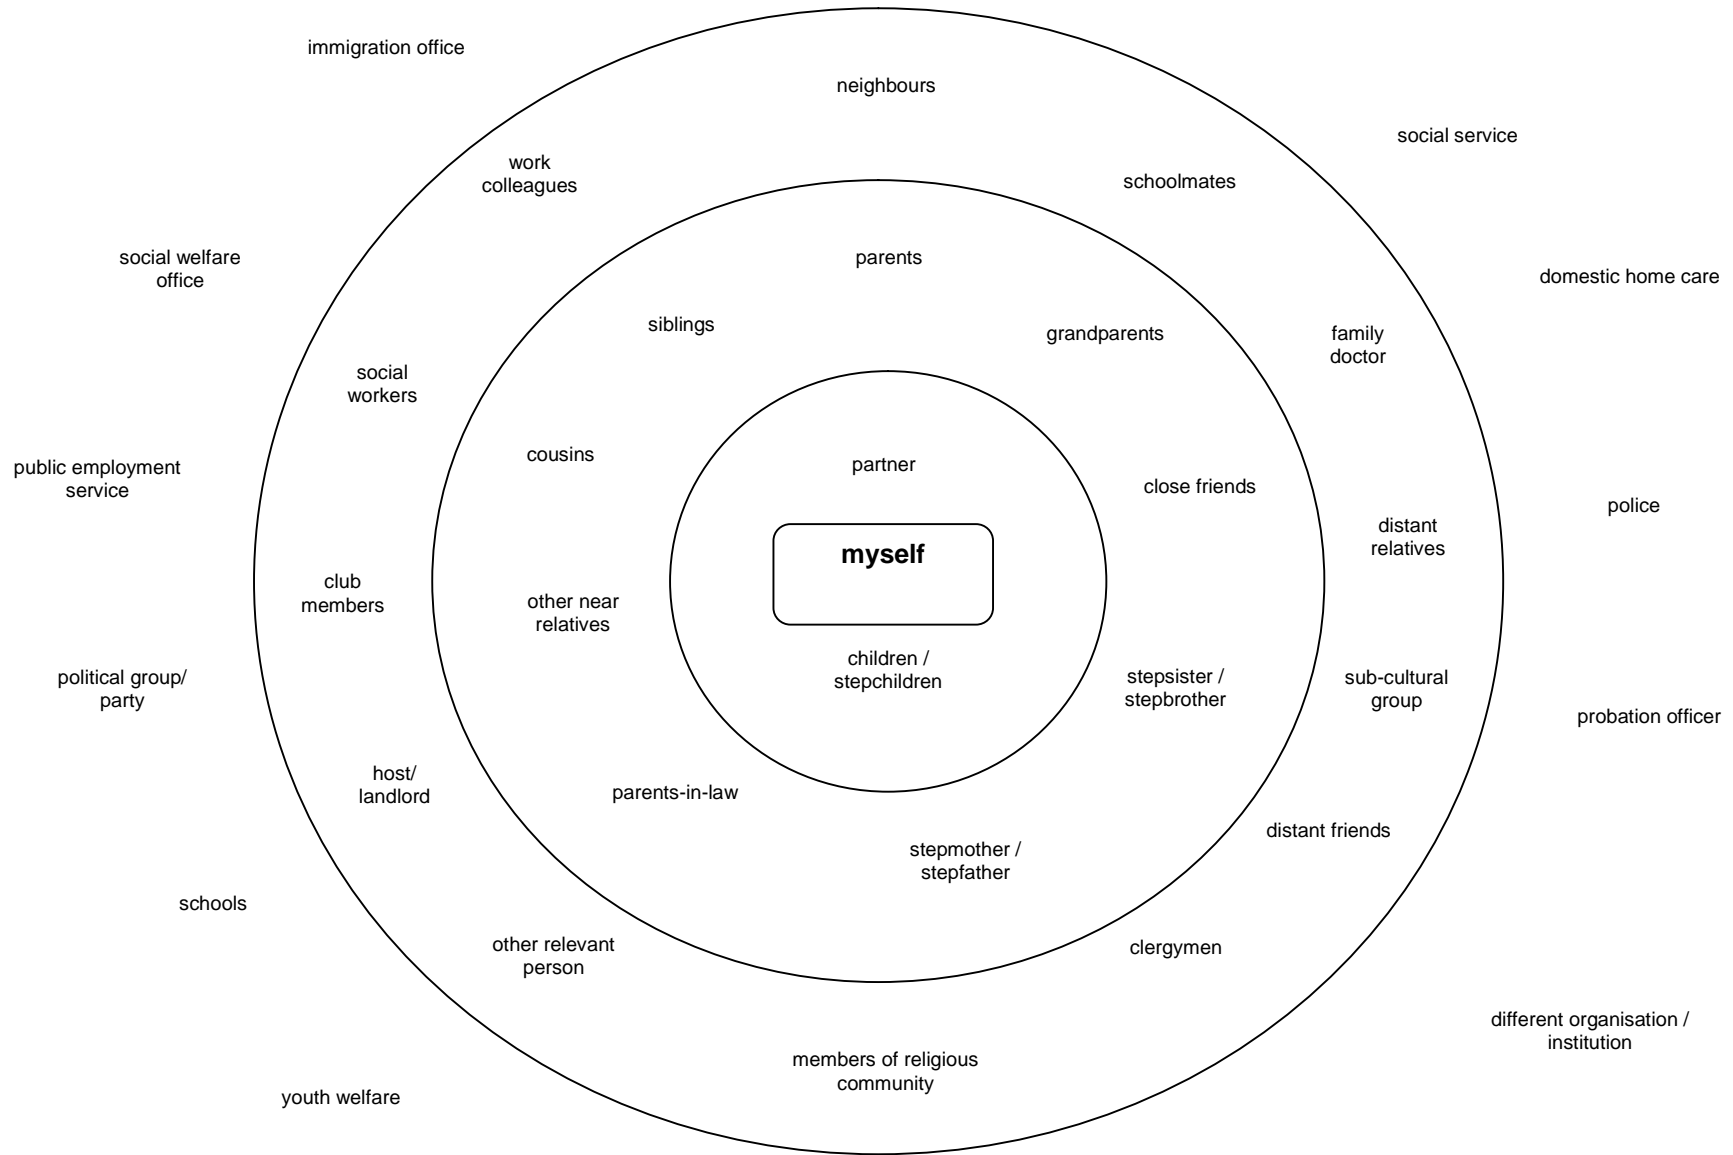 immigration office
neighbours
social service
work
colleagues
schoolmates
social welfare
office
parents
domestic home care
siblings
grandparents
family
doctor
social
workers
cousins
partner
public employment
service
close friends
police
distant
relatives
myself
club
members
other near
relatives
children /
stepchildren
political group/
party
stepsister /
stepbrother
sub-cultural
group
probation officer
host/
landlord
parents-in-law
distant friends
stepmother /
stepfather
schools
other relevant
person
clergymen
different organisation /
institution
members of religious
community
youth welfare